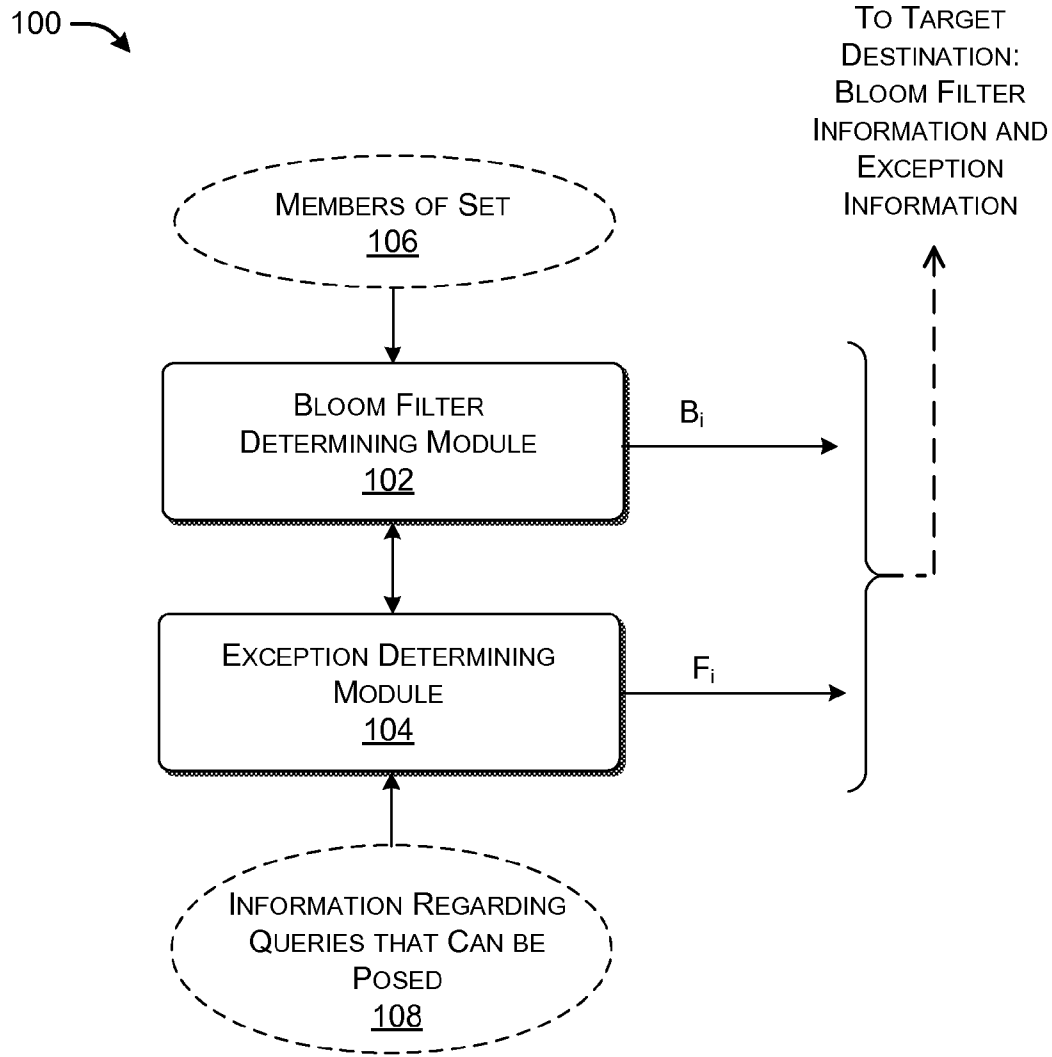 100
TO TARGET
DESTINATION:
BLOOM FILTER
INFORMATION AND
EXCEPTION
INFORMATION
MEMBERS OF SET
106
BLOOM FILTER
DETERMINING MODULE
102
Bi
EXCEPTION DETERMINING
MODULE
104
Fi
INFORMATION REGARDING
QUERIES THAT CAN BE
POSED
108